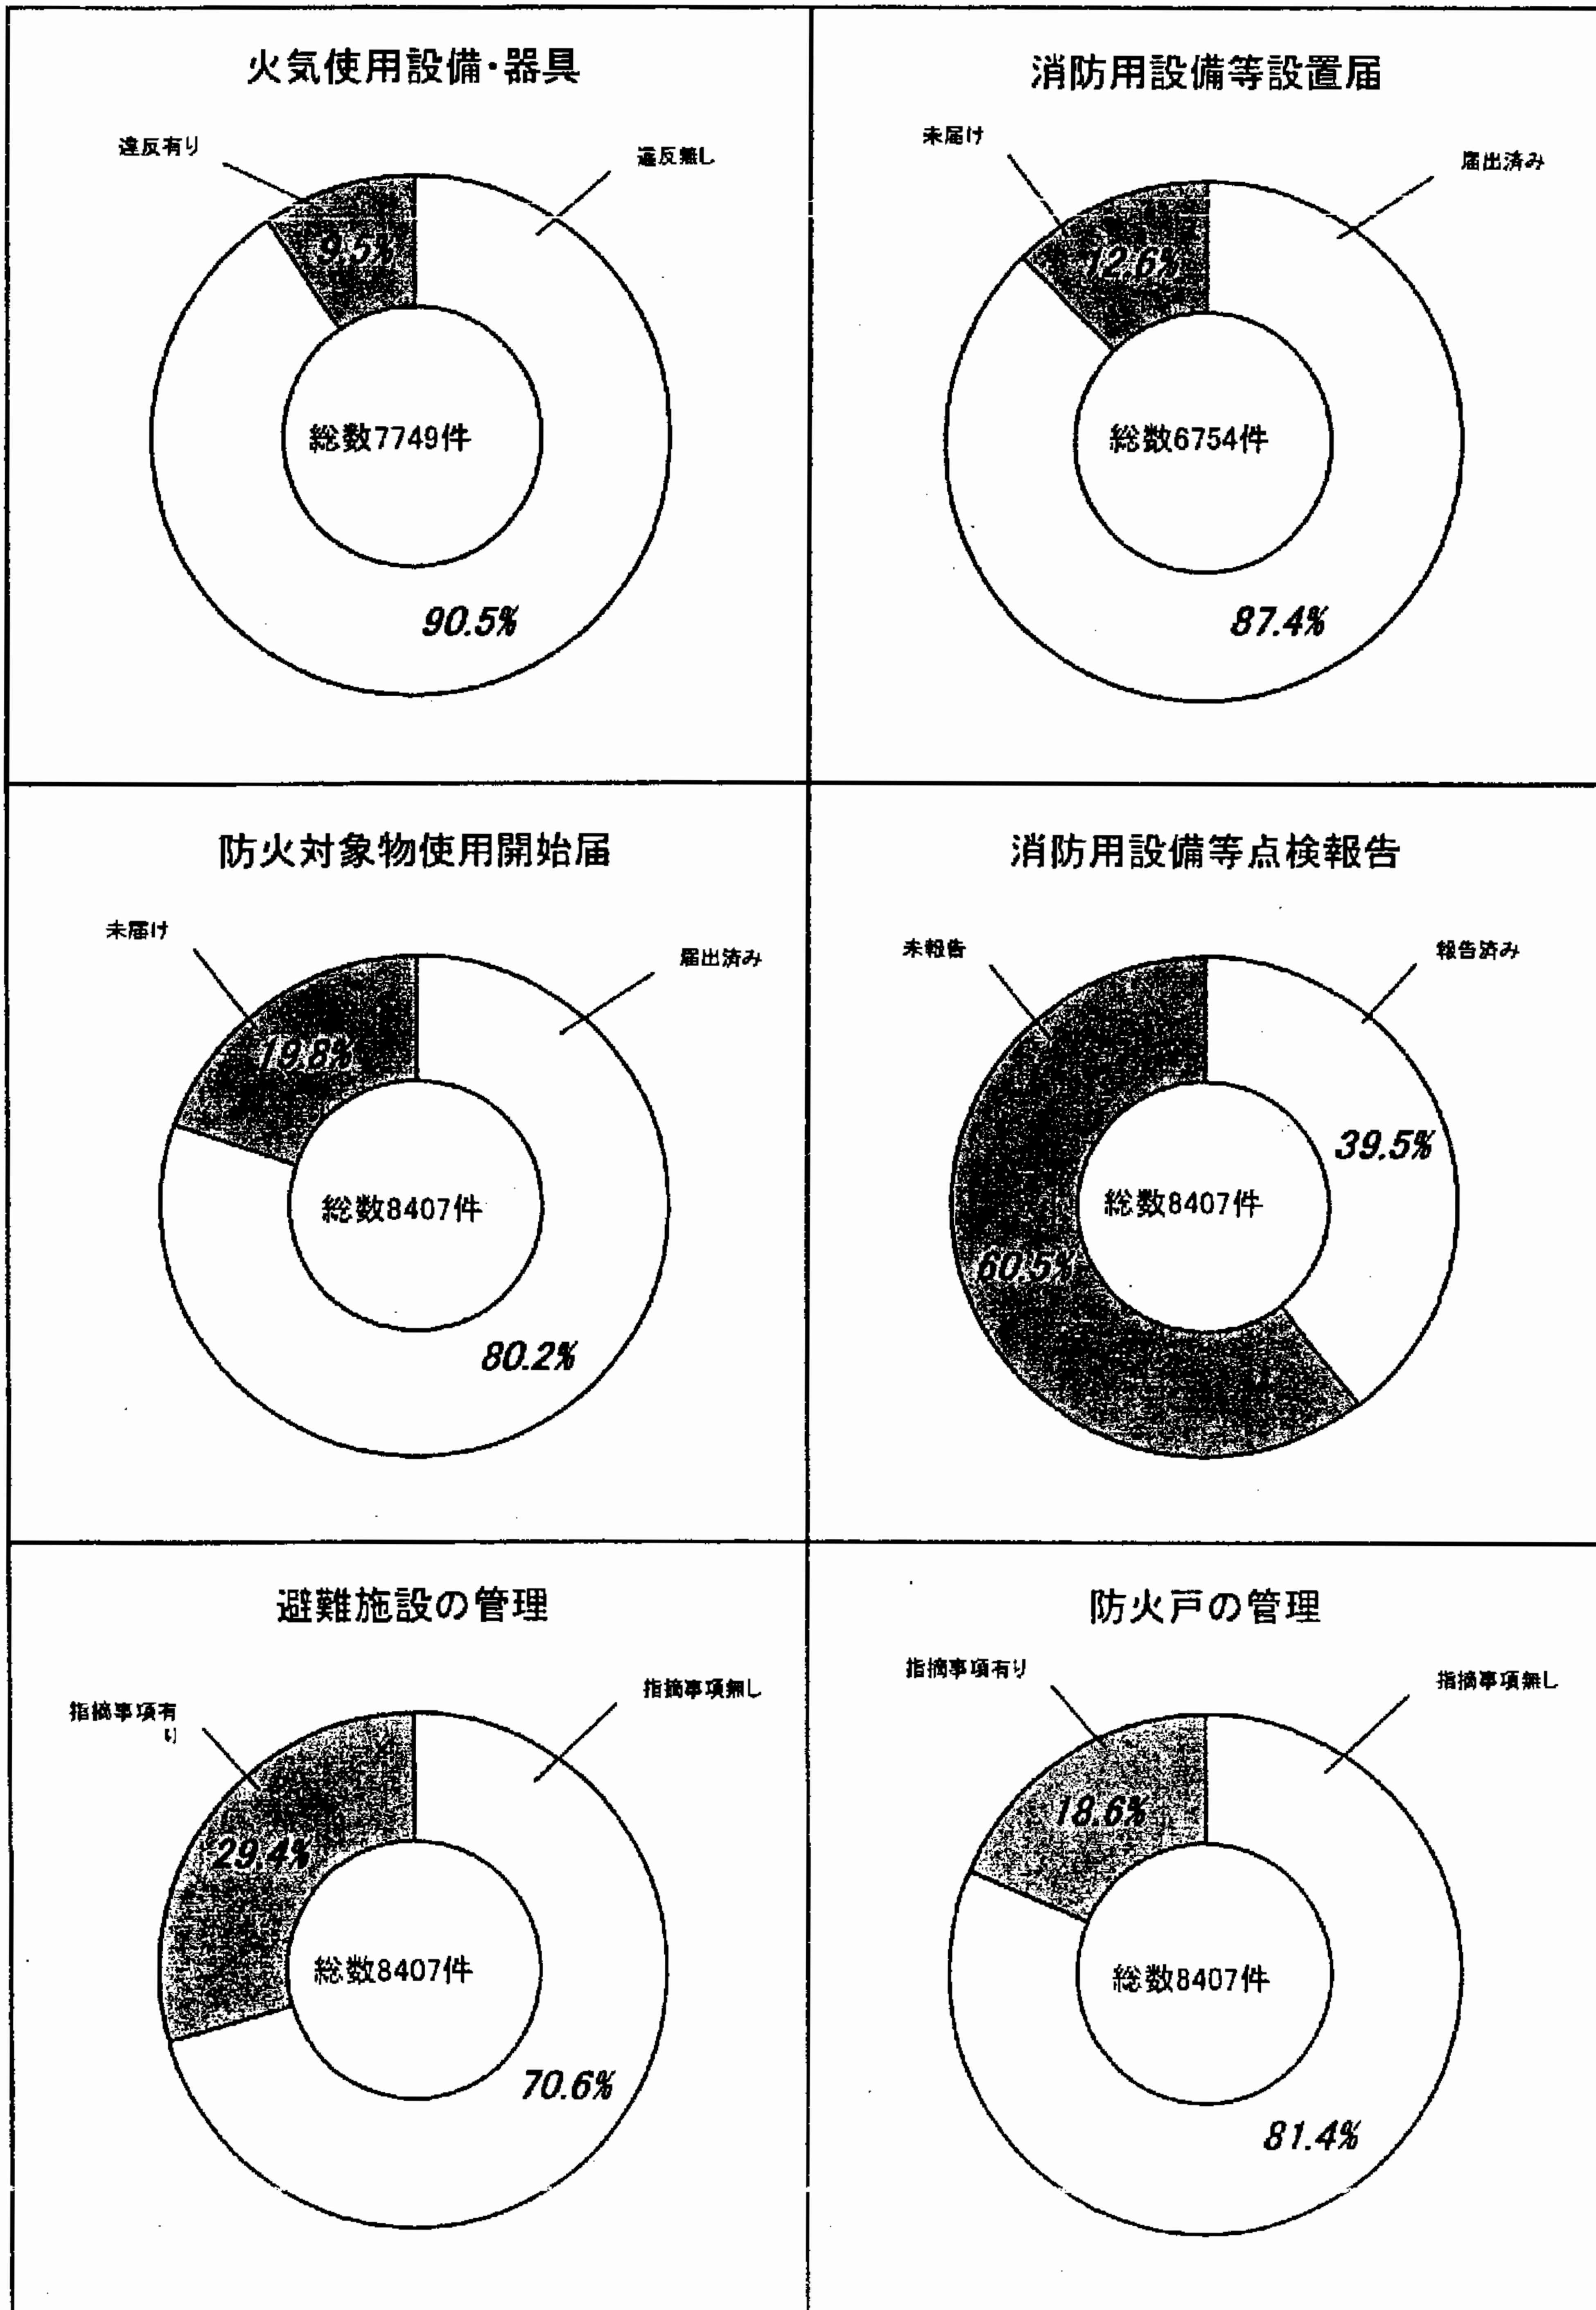 火気使用設備・器具
違反有り
違反無し
9.5%
総数7749件
90.5%
消防用設備等設置届
未届け
届出済み
12.6%
総数6754件
87.4%
防火対象物使用開始届
未届け
届出済み
19.8%
総数8407件
80.2%
消防用設備等点検報告
未報告
報告済み
39.5%
総数8407件
60.5%
避難施設の管理
指摘事項無し
指摘事項有
り
29.4%
総数8407件
70.6%
防火戸の管理
指摘事項有り
指摘事項無し
18.6%
総数8407件
81.4%